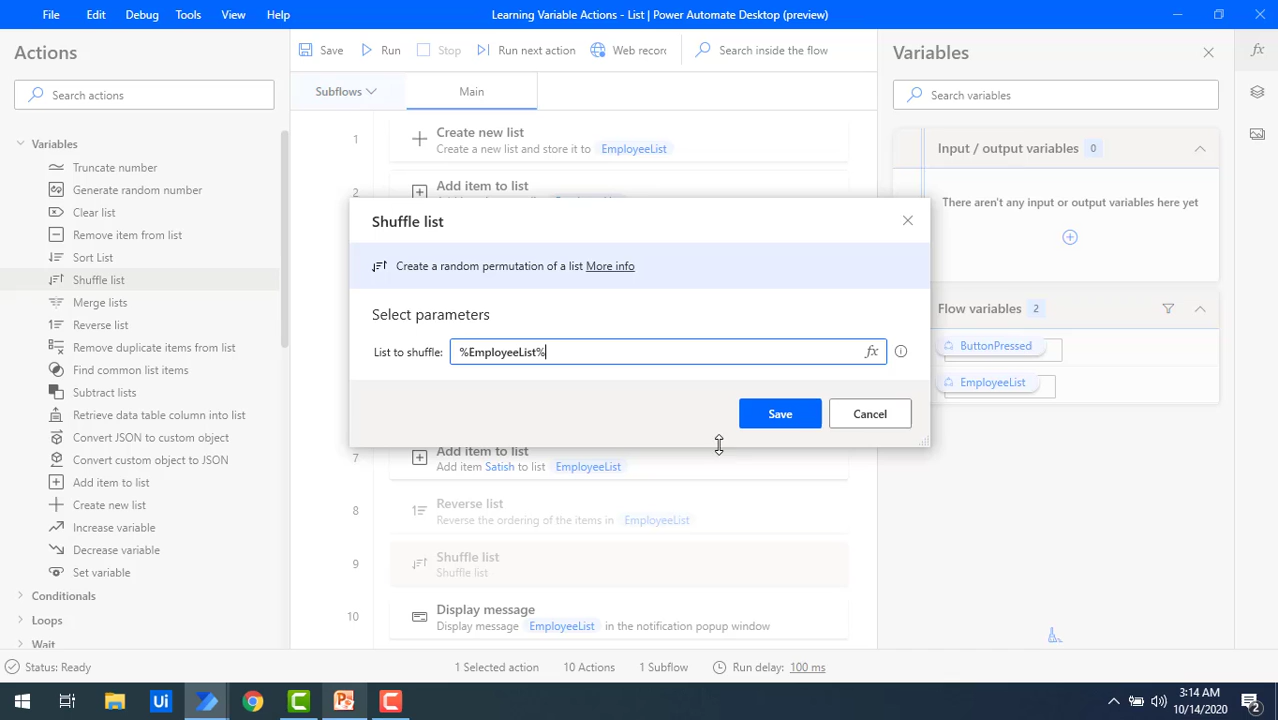 File Edit Debug Tools View Help
Learning Variable Actions - List | Power Automate Desktop (preview)
Actions
Search actions
Variables
Truncate number
Generate random number
Clear list
Remove item from list
Sort List
Shuffle list
Merge lists
Reverse list
Remove duplicate items from list
Find common list items
Subtract lists
Retrieve data table column into list
Convert JSON to custom object
Convert custom object to JSON
Add item to list
Create new list
Increase variable
Decrease variable
Set variable
Conditionals
Loops
Wait
Save Run Stop Run next action Web recor Search inside the flow
Subflows Main
1 Create new list
Create a new list and store it to EmployeeList
2 Add item to list
Shuffle list
Create a random permutation of a list More info
Select parameters
List to shuffle: %EmployeeList% fx
Save Cancel
7 Add item to list
Add item Satish to list EmployeeList
8 Reverse list
Reverse the ordering of the items in EmployeeList
9 Shuffle list
Shuffle list
10 Display message
Display message EmployeeList in the notification popup window
Variables
fx
Search variables
Input / output variables 0
There aren't any input or output variables here yet
Flow variables 2
ButtonPressed
EmployeeList
Status: Ready 1 Selected action 10 Actions 1 Subflow Run delay: 100 ms
Ui
3:14 AM
10/14/2020
2